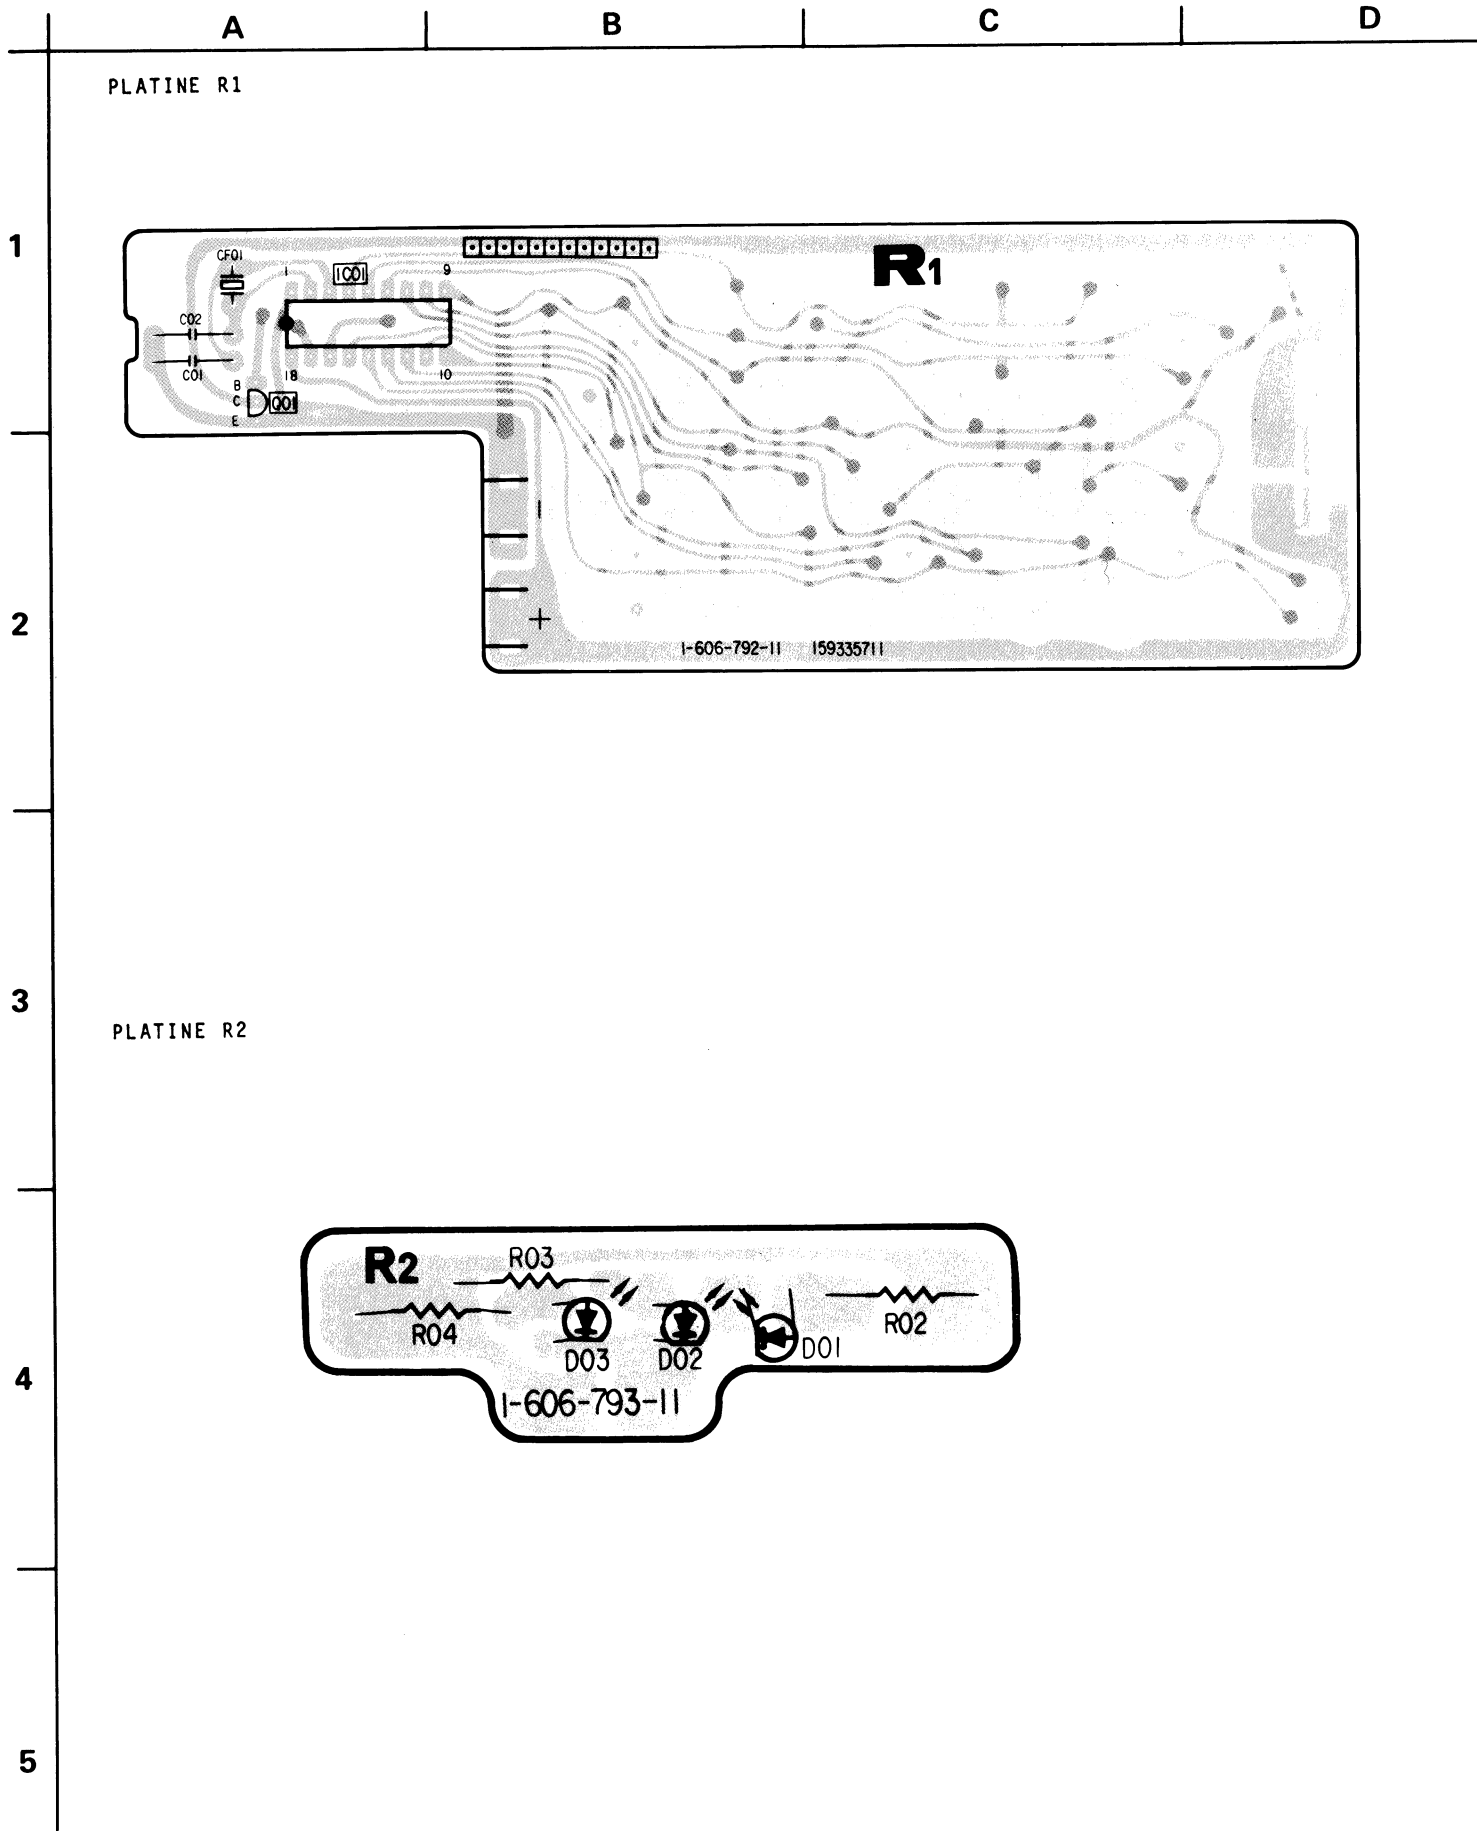 A B C D
PLATINE R1
1
R1
CF01
1
IC01
9
C02
C01
18
10
B
C
Q01
E
2
1-606-792-11 159335711
3
PLATINE R2
R2
R03
R04
R02
D03
D02
D01
4
1-606-793-11
5